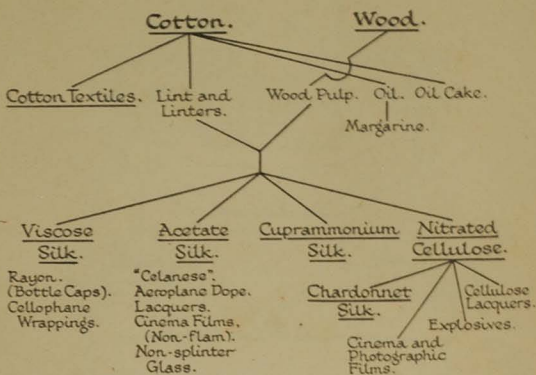 Cotton.
Wood.
Cotton Textiles.
Lint and
Linters.
Wood Pulp.
Oil.
Oil Cake.
Margarine.
Viscose
Silk.
Rayon.
(Bottle Caps).
Cellophane
Wrappings.
Acetate
Silk.
"Celanese".
Aeroplane Dope.
Lacquers.
Cinema Films.
(Non-flam).
Non-splinter
Glass.
Cuprammonium
Silk.
Nitrated
Cellulose.
Chardonnet
Silk.
Cinema and
Photographic
Films.
Explosives.
Cellulose
Lacquers.